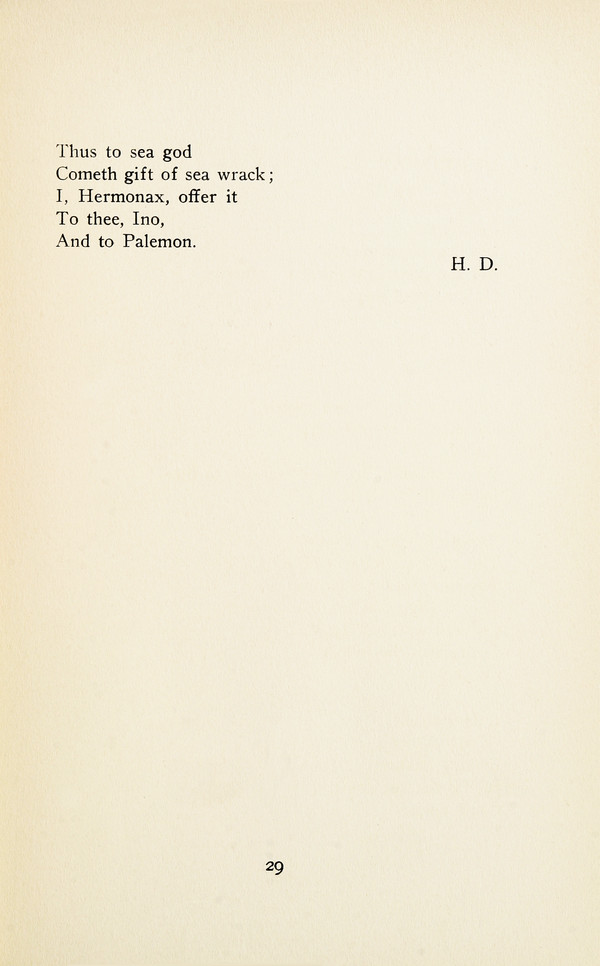 Thus to sea god
Cometh gift of sea wrack;
I, Hermonax, offer it
To thee, Ino,
And to Palemon.
H. D.
29